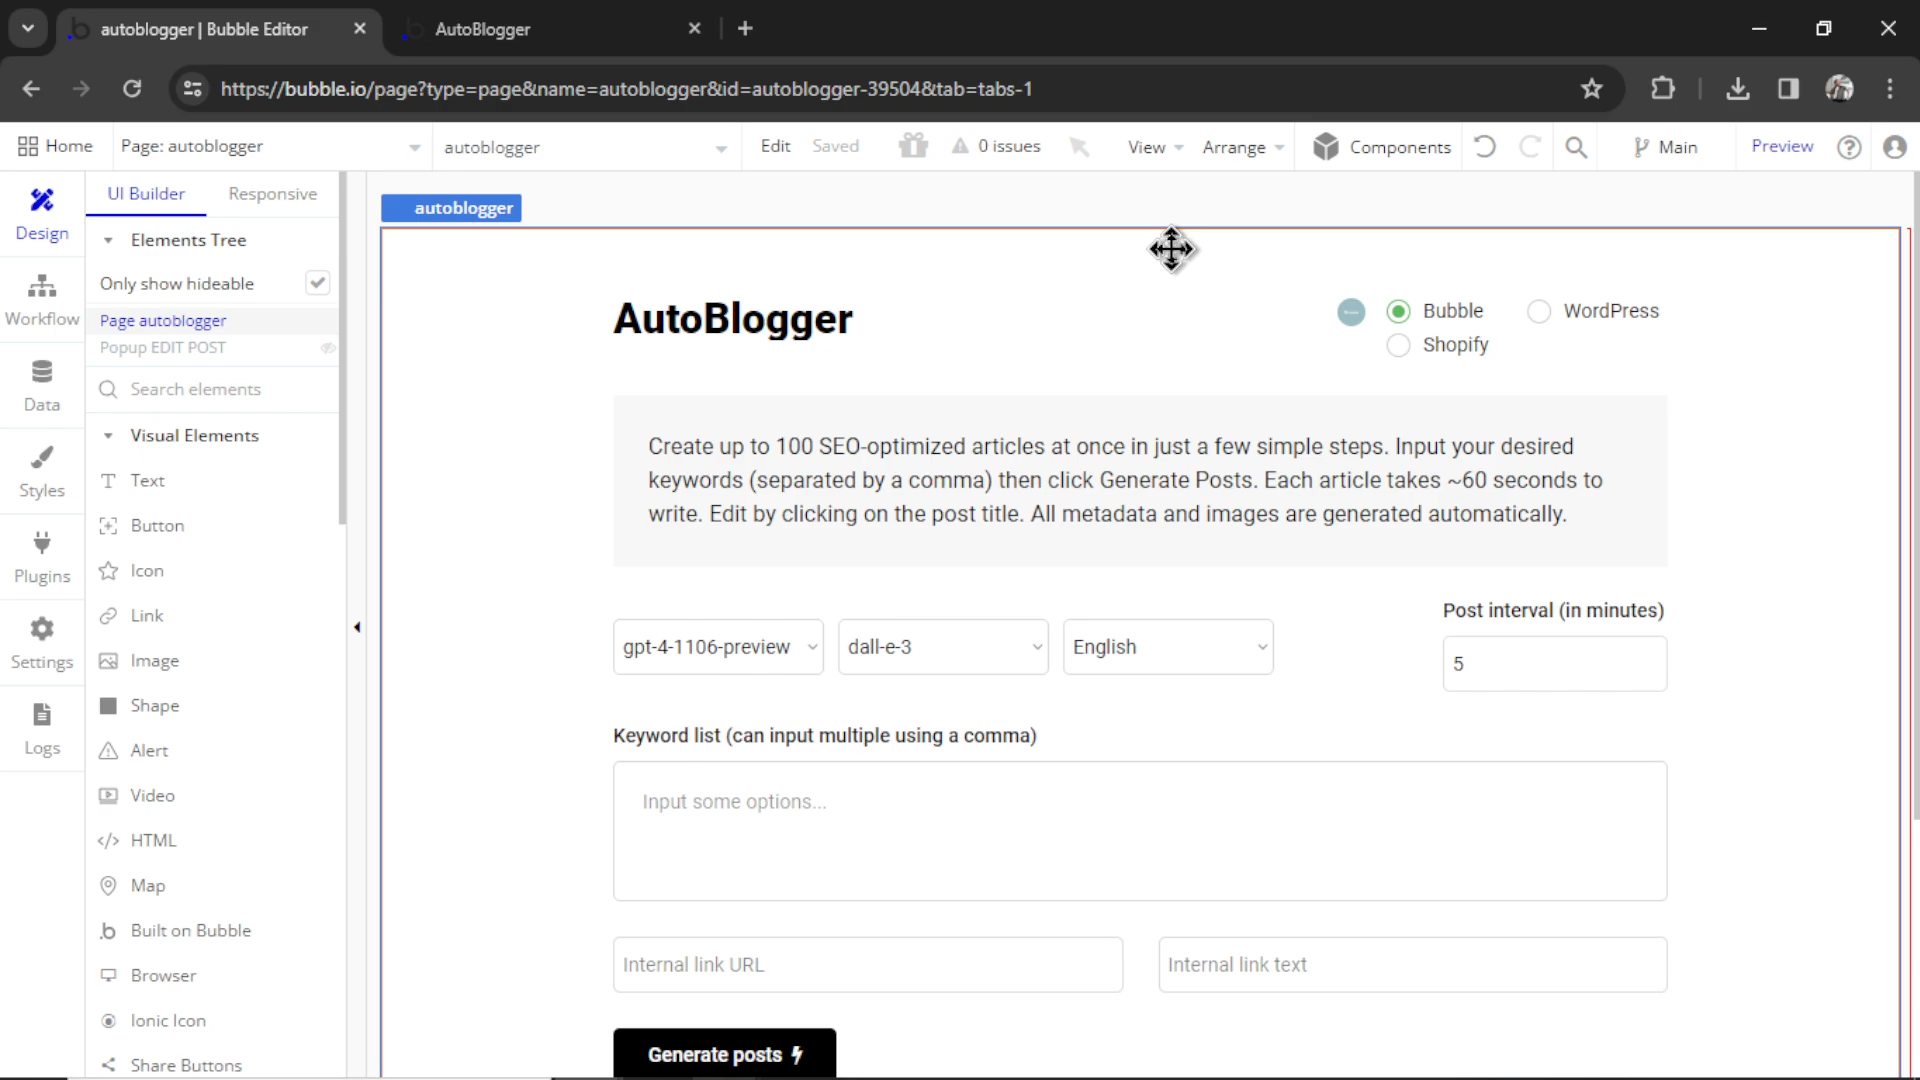 autoblogger | Bubble Editor
AutoBlogger
https://bubble.io/page?type=page&name=autoblogger&id=autoblogger-39504&tab=tabs-1
Home
Page: autoblogger
autoblogger
Edit
Saved
0 issues
View
Arrange
Components
Main
Preview
Design
Workflow
Data
Styles
Plugins
Settings
Logs
UI Builder
Responsive
Elements Tree
Only show hideable
Page autoblogger
Popup EDIT POST
Search elements
Visual Elements
Text
Button
Icon
Link
Image
Shape
Alert
Video
HTML
Map
Built on Bubble
Browser
Ionic Icon
Share Buttons
autoblogger
AutoBlogger
Bubble
WordPress
Shopify
Create up to 100 SEO-optimized articles at once in just a few simple steps. Input your desired
keywords (separated by a comma) then click Generate Posts. Each article takes ~60 seconds to
write. Edit by clicking on the post title. All metadata and images are generated automatically.
gpt-4-1106-preview
dall-e-3
English
Post interval (in minutes)
5
Keyword list (can input multiple using a comma)
Input some options...
Internal link URL
Internal link text
Generate posts